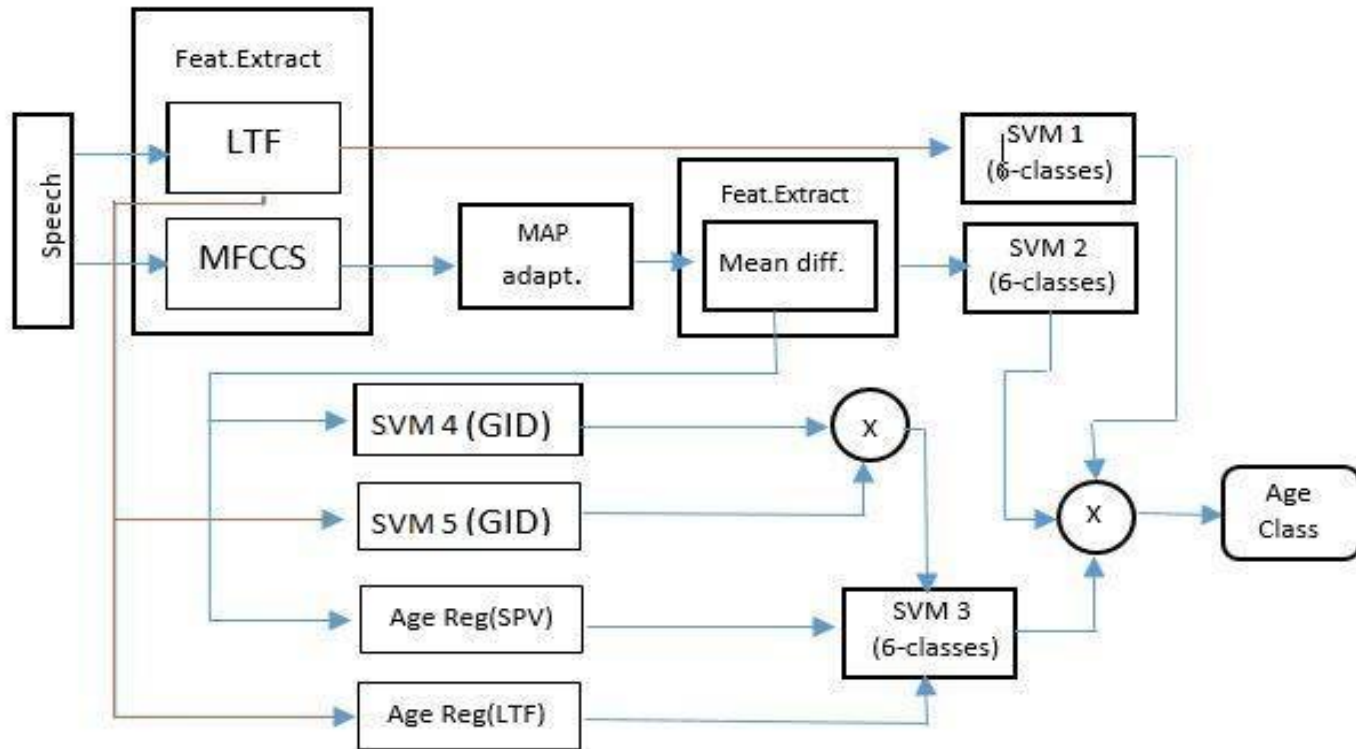 Feat.Extract
LTF
MFCCS
Speech
MAP
adapt.
Feat.Extract
Mean diff.
SVM 1
(6-classes)
SVM 2
(6-classes)
SVM 4 (GID)
SVM 5 (GID)
Age Reg(SPV)
Age Reg(LTF)
X
SVM 3
(6-classes)
X
Age
Class